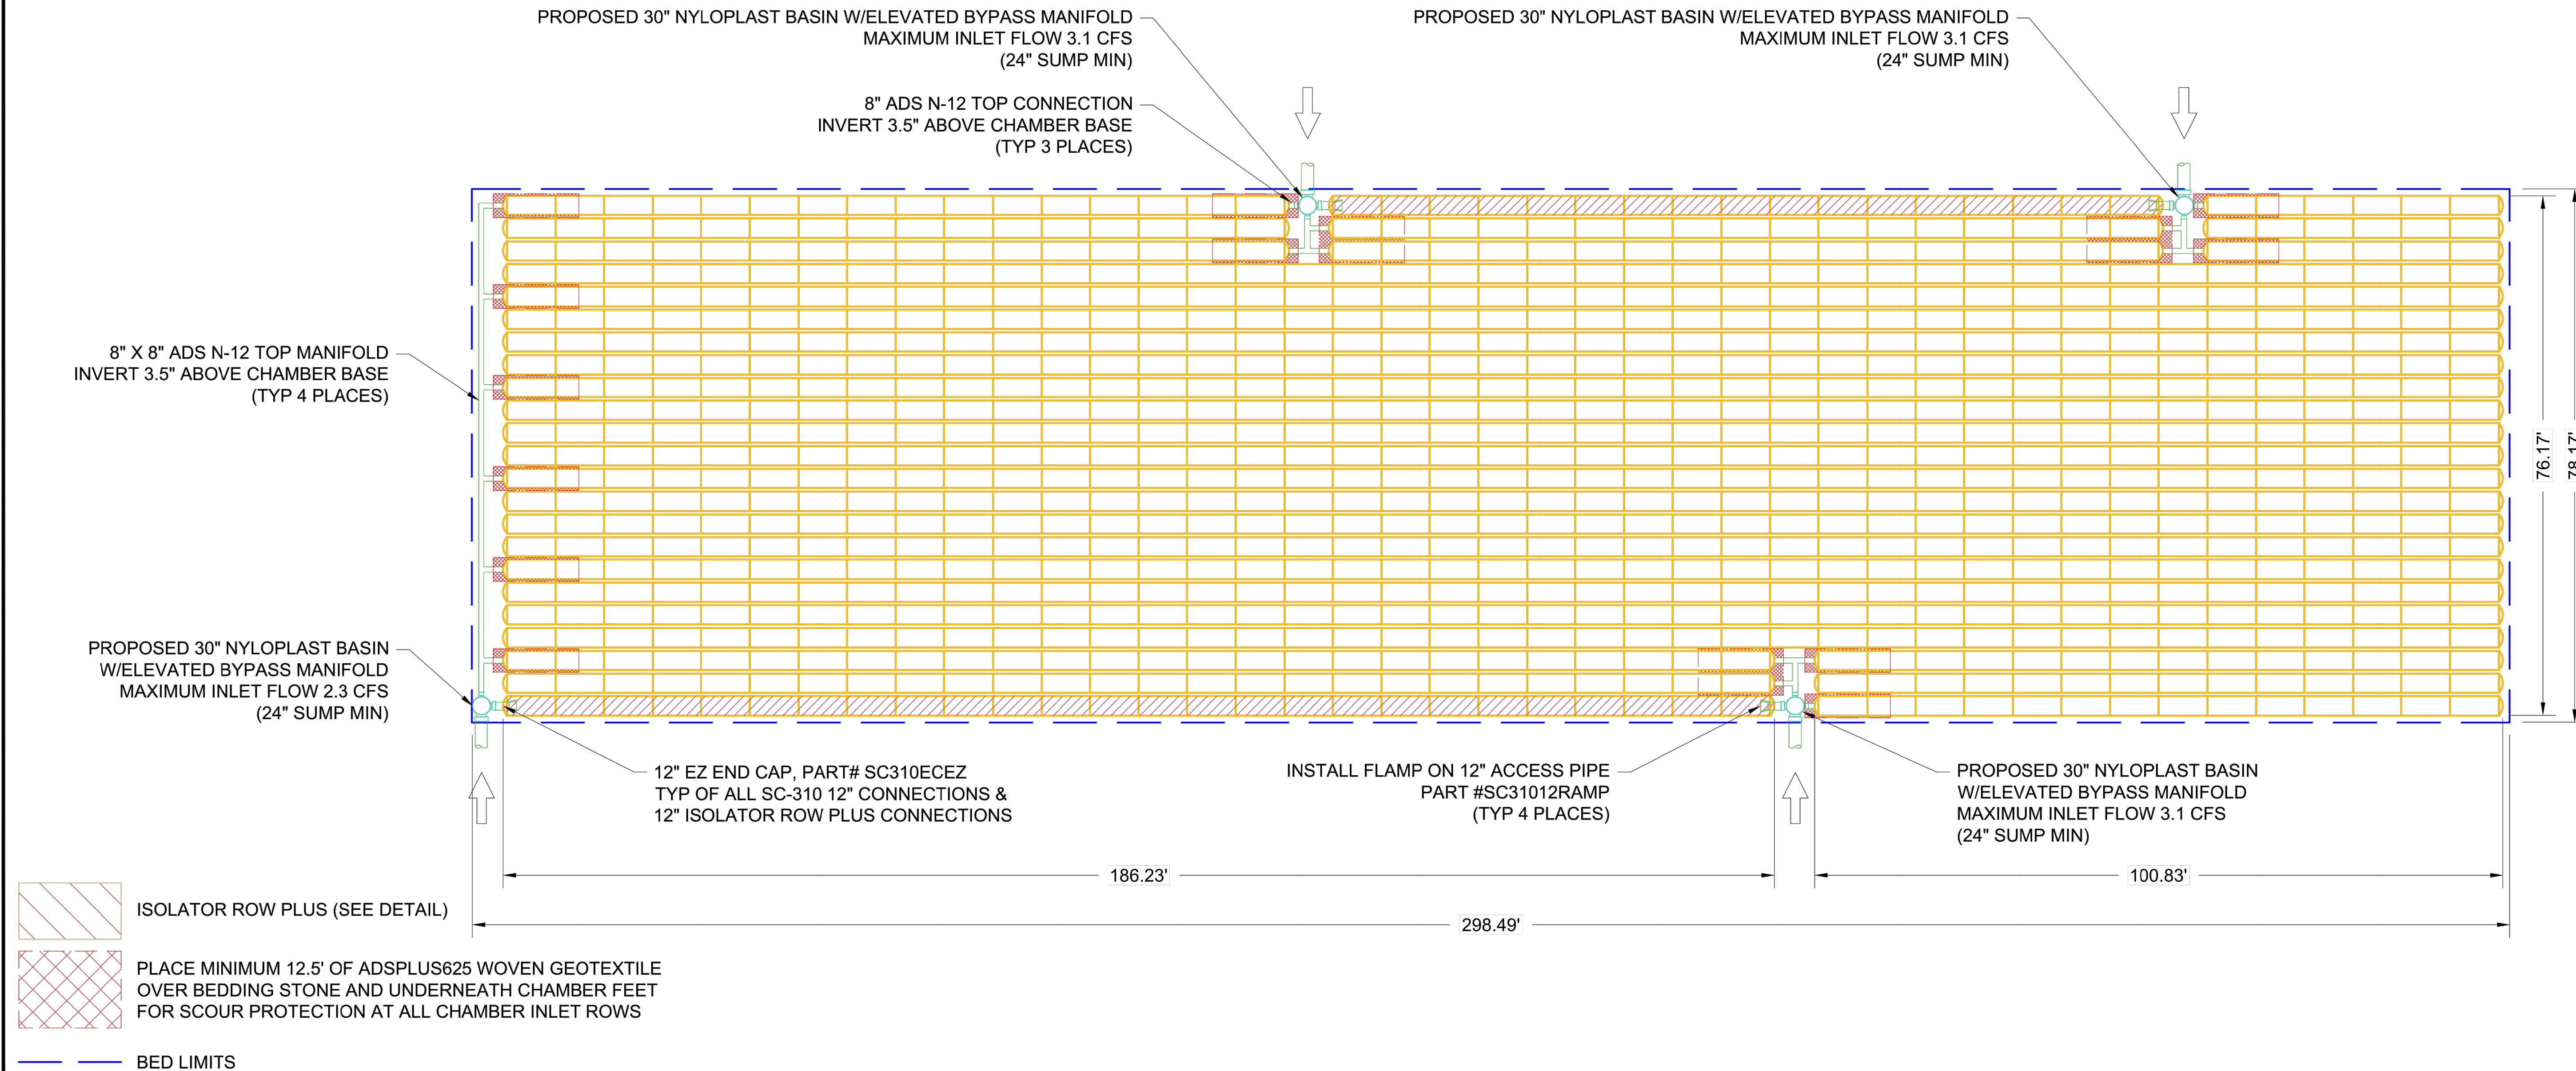 PROPOSED 30" NYLOPLAST BASIN W/ELEVATED BYPASS MANIFOLD
MAXIMUM INLET FLOW 3.1 CFS
(24" SUMP MIN)
PROPOSED 30" NYLOPLAST BASIN W/ELEVATED BYPASS MANIFOLD
MAXIMUM INLET FLOW 3.1 CFS
(24" SUMP MIN)
8" ADS N-12 TOP CONNECTION
INVERT 3.5" ABOVE CHAMBER BASE
(TYP 3 PLACES)
8" X 8" ADS N-12 TOP MANIFOLD
INVERT 3.5" ABOVE CHAMBER BASE
(TYP 4 PLACES)
76.17'
78.17'
PROPOSED 30" NYLOPLAST BASIN
W/ELEVATED BYPASS MANIFOLD
MAXIMUM INLET FLOW 2.3 CFS
(24" SUMP MIN)
12" EZ END CAP, PART# SC310ECEZ
TYP OF ALL SC-310 12" CONNECTIONS &
12" ISOLATOR ROW PLUS CONNECTIONS
INSTALL FLAMP ON 12" ACCESS PIPE
PART #SC31012RAMP
(TYP 4 PLACES)
PROPOSED 30" NYLOPLAST BASIN
W/ELEVATED BYPASS MANIFOLD
MAXIMUM INLET FLOW 3.1 CFS
(24" SUMP MIN)
186.23'
100.83'
298.49'
ISOLATOR ROW PLUS (SEE DETAIL)
PLACE MINIMUM 12.5' OF ADSPLUS625 WOVEN GEOTEXTILE
OVER BEDDING STONE AND UNDERNEATH CHAMBER FEET
FOR SCOUR PROTECTION AT ALL CHAMBER INLET ROWS
BED LIMITS